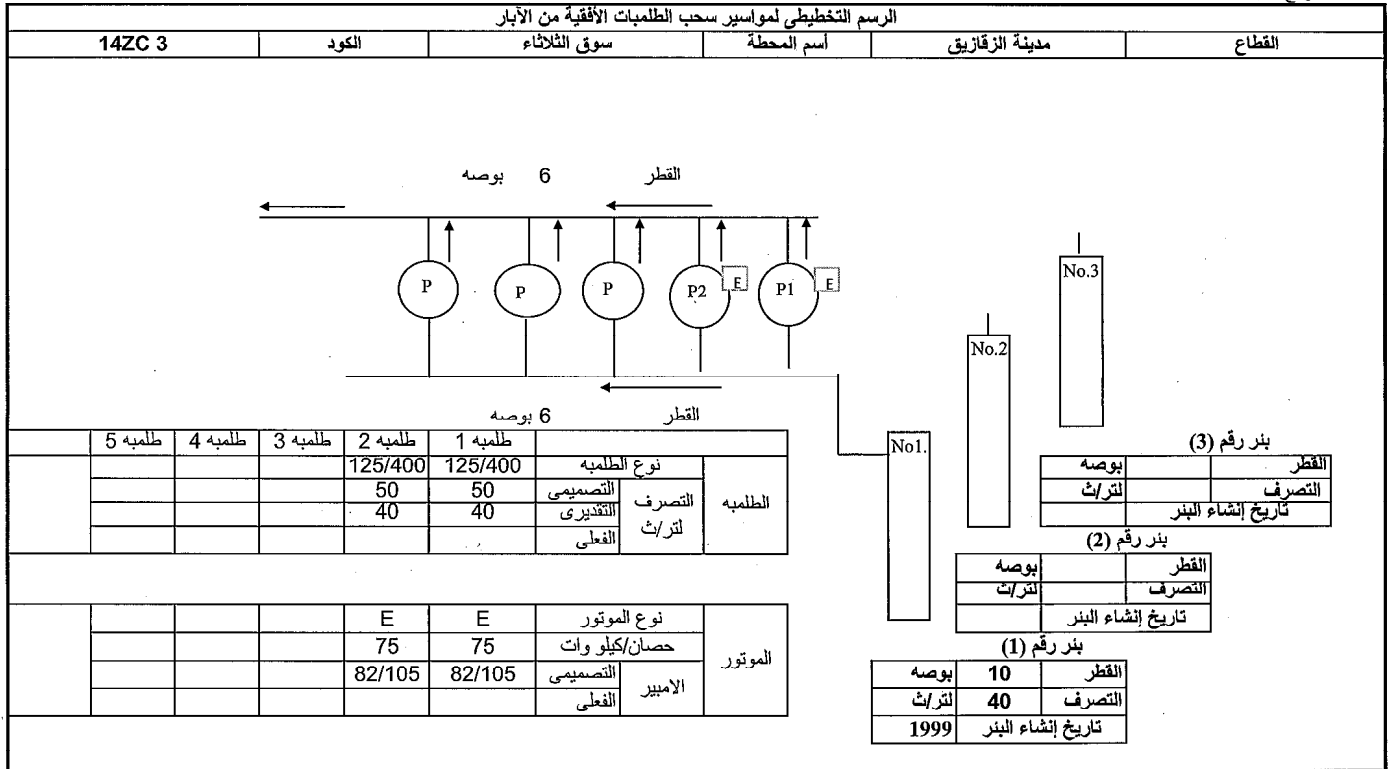 الرسم التخطيطى لمواسير سحب الطلمبات الأفقية من الآبار
القطاع مدينة الزقازيق أسم المحطة سوق الثلاثاء الكود 14ZC 3
القطر 6 بوصه
P P P P2 E P1 E
No.3
No.2
No1.
القطر 6 بوصه
طلمبه 1 طلمبه 2 طلمبه 3 طلمبه 4 طلمبه 5
الطلمبه نوع الطلمبه 125/400 125/400
التصرف لتر/ث التصميمى 50 50
التقديرى 40 40
الفعلى
الموتور نوع الموتور E E
حصان/كيلو وات 75 75
الامبير التصميمى 82/105 82/105
الفعلى
بئر رقم (3)
القطر بوصه
التصرف لتر/ث
تاريخ إنشاء البئر
بئر رقم (2)
القطر بوصه
التصرف لتر/ث
تاريخ إنشاء البئر
بئر رقم (1)
القطر 10 بوصه
التصرف 40 لتر/ث
تاريخ إنشاء البئر 1999